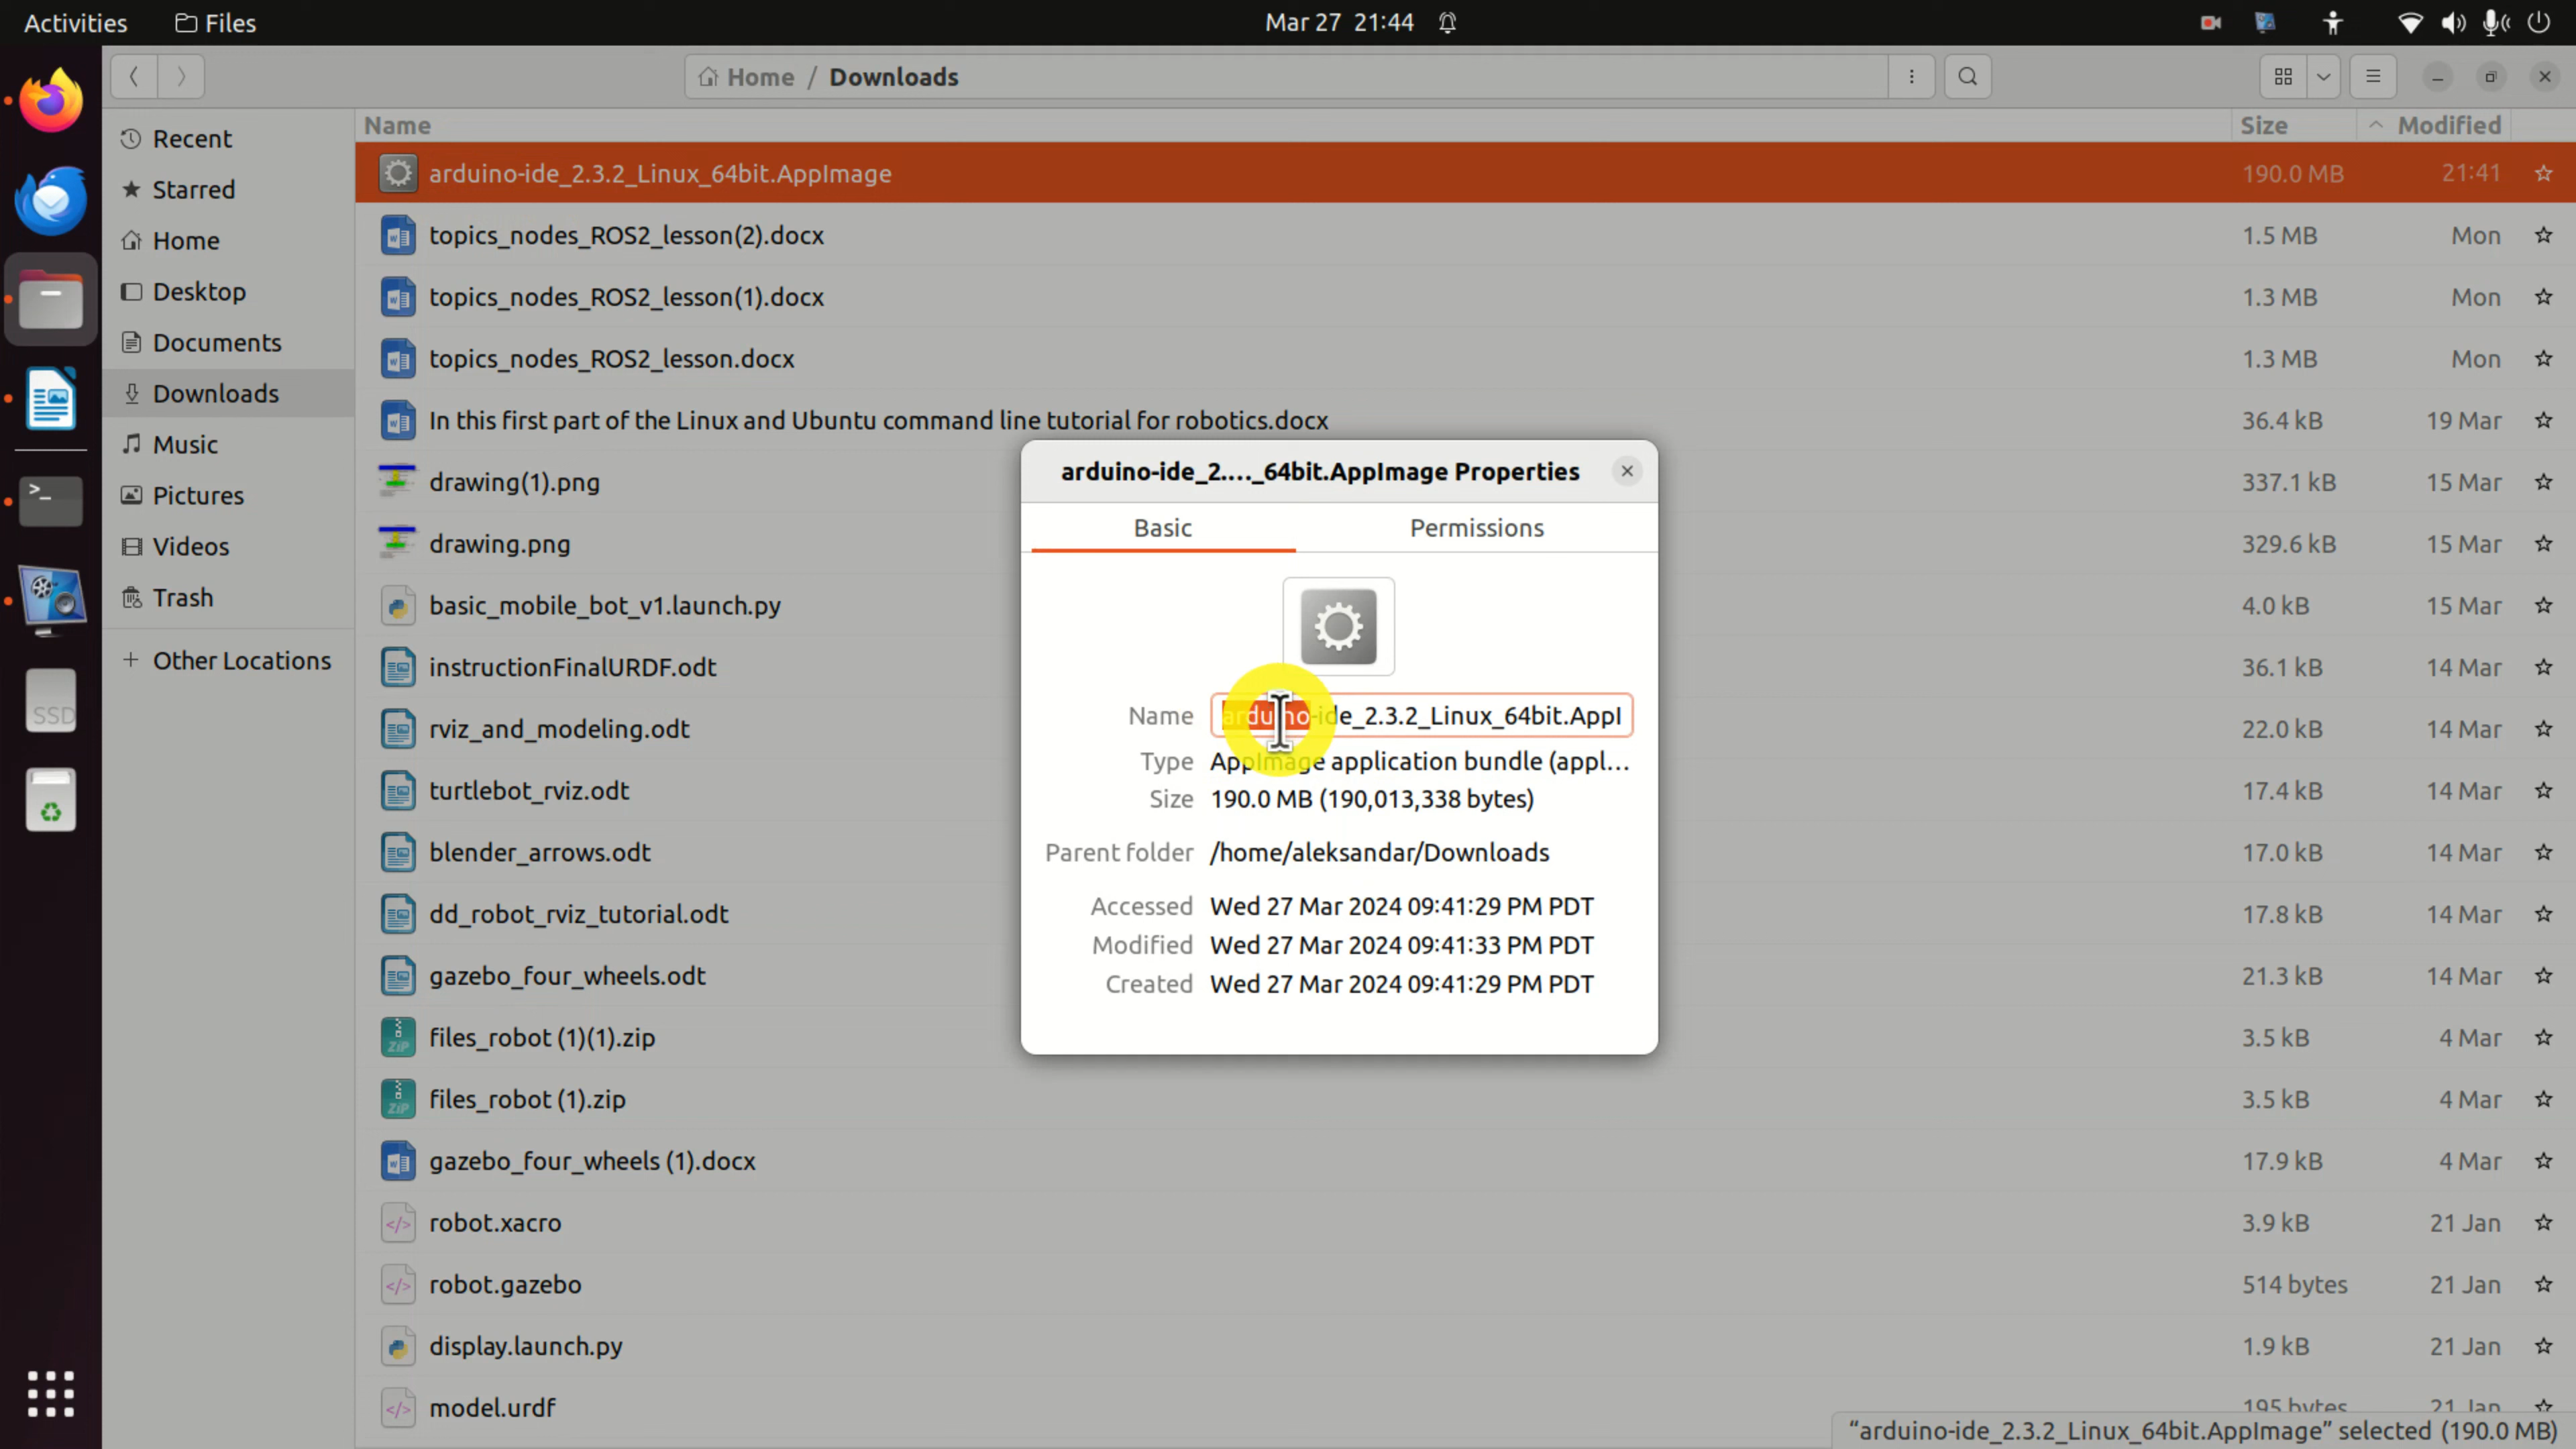 Activities Files Mar 27 21:44
Home / Downloads
Recent
Starred
Home
Desktop
Documents
Downloads
Music
Pictures
Videos
Trash
Other Locations
SSD
Name Size Modified
arduino-ide_2.3.2_Linux_64bit.AppImage 190.0 MB 21:41
topics_nodes_ROS2_lesson(2).docx 1.5 MB Mon
topics_nodes_ROS2_lesson(1).docx 1.3 MB Mon
topics_nodes_ROS2_lesson.docx 1.3 MB Mon
In this first part of the Linux and Ubuntu command line tutorial for robotics.docx 36.4 kB 19 Mar
drawing(1).png 337.1 kB 15 Mar
drawing.png 329.6 kB 15 Mar
basic_mobile_bot_v1.launch.py 4.0 kB 15 Mar
instructionFinalURDF.odt 36.1 kB 14 Mar
rviz_and_modeling.odt 22.0 kB 14 Mar
turtlebot_rviz.odt 17.4 kB 14 Mar
blender_arrows.odt 17.0 kB 14 Mar
dd_robot_rviz_tutorial.odt 17.8 kB 14 Mar
gazebo_four_wheels.odt 21.3 kB 14 Mar
files_robot (1)(1).zip 3.5 kB 4 Mar
files_robot (1).zip 3.5 kB 4 Mar
gazebo_four_wheels (1).docx 17.9 kB 4 Mar
robot.xacro 3.9 kB 21 Jan
robot.gazebo 514 bytes 21 Jan
display.launch.py 1.9 kB 21 Jan
model.urdf 195 bytes 21 Jan
arduino-ide_2...._64bit.AppImage Properties
Basic Permissions
Name arduino-ide_2.3.2_Linux_64bit.AppI
Type AppImage application bundle (appl...
Size 190.0 MB (190,013,338 bytes)
Parent folder /home/aleksandar/Downloads
Accessed Wed 27 Mar 2024 09:41:29 PM PDT
Modified Wed 27 Mar 2024 09:41:33 PM PDT
Created Wed 27 Mar 2024 09:41:29 PM PDT
“arduino-ide_2.3.2_Linux_64bit.AppImage” selected (190.0 MB)